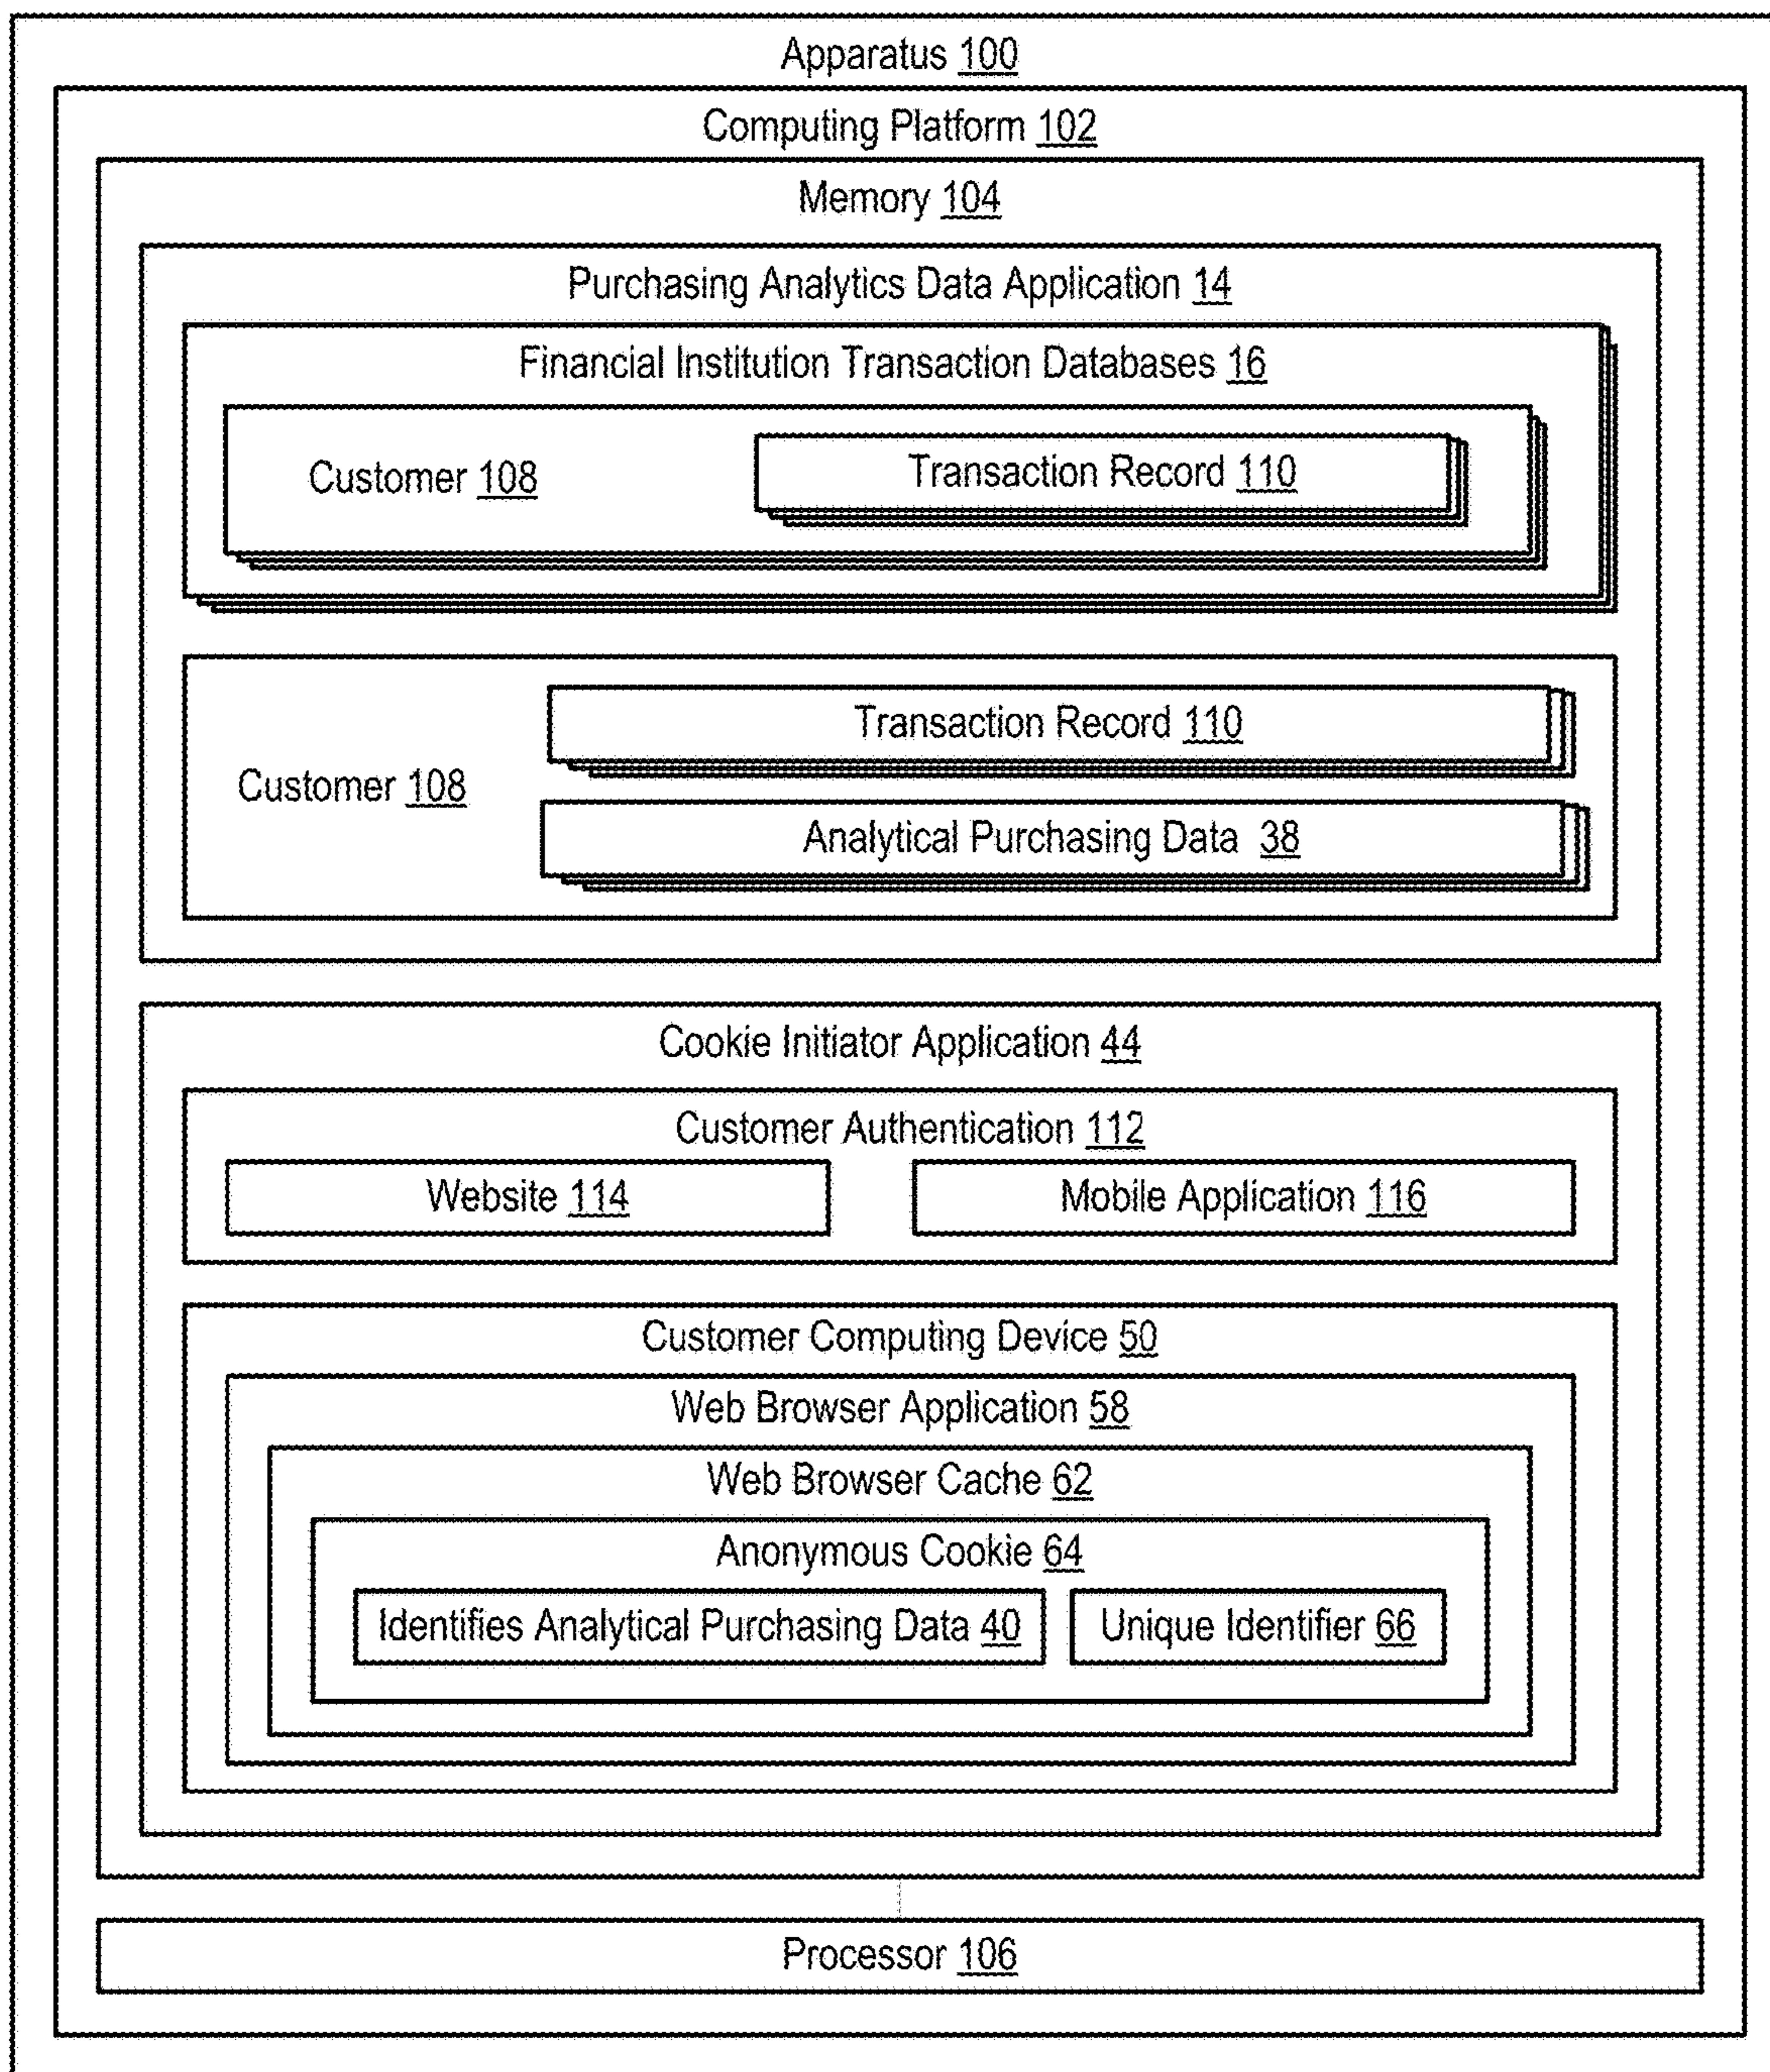 Apparatus 100
Computing Platform 102
Memory 104
Purchasing Analytics Data Application 14
Financial Institution Transaction Databases 16
Customer 108
Transaction Record 110
Transaction Record 110
Customer 108
Analytical Purchasing Data 38
Cookie Initiator Application 44
Customer Authentication 112
Website 114
Mobile Application 116
Customer Computing Device 50
Web Browser Application 58
Web Browser Cache 62
Anonymous Cookie 64
Identifies Analytical Purchasing Data 40
Unique Identifier 66
Processor 106